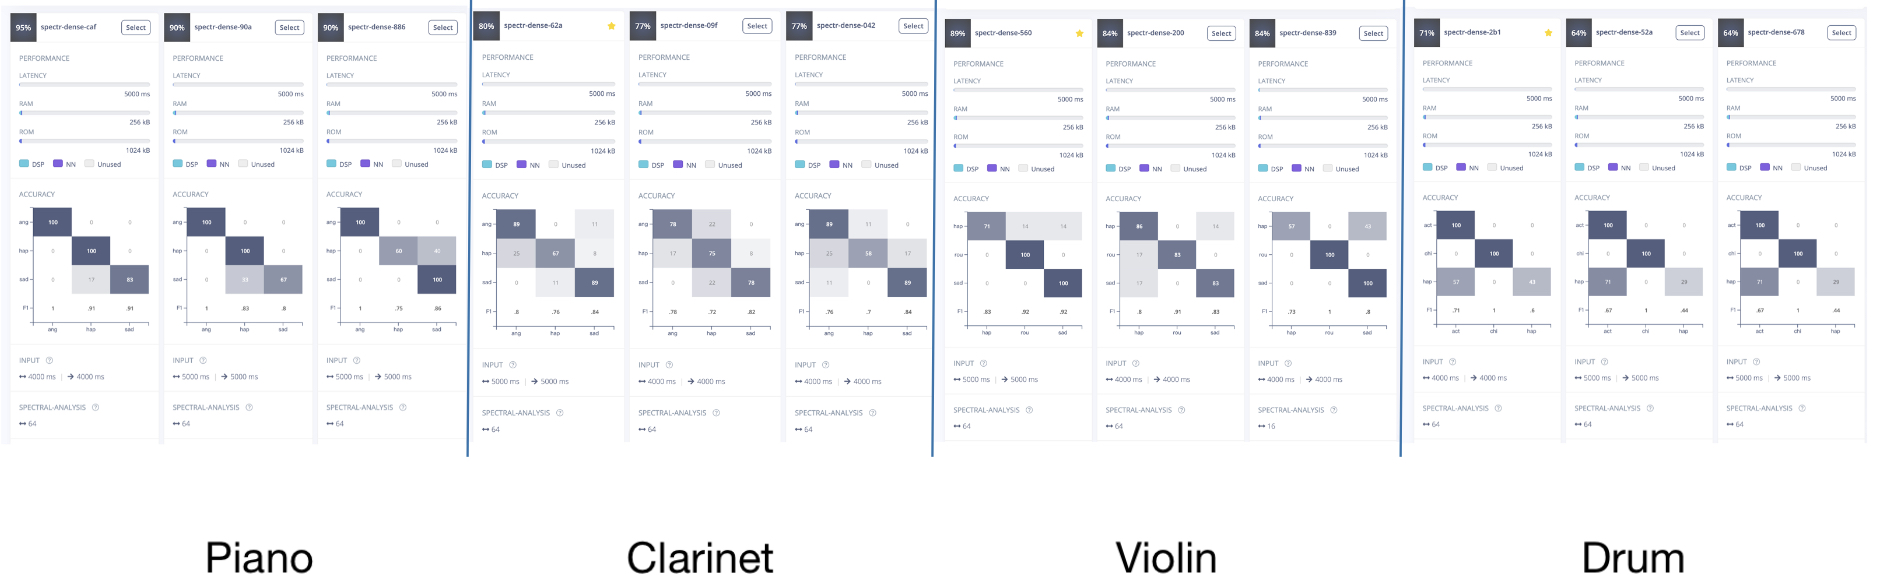 95% spectr-dense-caf Select
PERFORMANCE
LATENCY
5000 ms
RAM
256 kB
ROM
1024 kB
DSP NN Unused
ACCURACY
ang 100 0 0
hap 0 100 0
sad 0 17 83
F1 1 .91 .91
ang hap sad
INPUT
4000 ms | 4000 ms
SPECTRAL-ANALYSIS
64
90% spectr-dense-90a Select
PERFORMANCE
LATENCY
5000 ms
RAM
256 kB
ROM
1024 kB
DSP NN Unused
ACCURACY
ang 100 0 0
hap 0 100 0
sad 0 33 67
F1 1 .83 .8
ang hap sad
INPUT
5000 ms | 5000 ms
SPECTRAL-ANALYSIS
64
90% spectr-dense-886 Select
PERFORMANCE
LATENCY
5000 ms
RAM
256 kB
ROM
1024 kB
DSP NN Unused
ACCURACY
ang 100 0 0
hap 0 60 40
sad 0 0 100
F1 1 .75 .86
ang hap sad
INPUT
5000 ms | 5000 ms
SPECTRAL-ANALYSIS
64
Piano
80% spectr-dense-62a
PERFORMANCE
LATENCY
5000 ms
RAM
256 kB
ROM
1024 kB
DSP NN Unused
ACCURACY
ang 89 0 11
hap 25 67 8
sad 0 11 89
F1 .8 .76 .84
ang hap sad
INPUT
5000 ms | 5000 ms
SPECTRAL-ANALYSIS
64
77% spectr-dense-09f Select
PERFORMANCE
LATENCY
5000 ms
RAM
256 kB
ROM
1024 kB
DSP NN Unused
ACCURACY
ang 78 22 0
hap 17 75 8
sad 0 22 78
F1 .78 .72 .82
ang hap sad
INPUT
4000 ms | 4000 ms
SPECTRAL-ANALYSIS
64
77% spectr-dense-042 Select
PERFORMANCE
LATENCY
5000 ms
RAM
256 kB
ROM
1024 kB
DSP NN Unused
ACCURACY
ang 89 11 0
hap 25 58 17
sad 11 0 89
F1 .76 .7 .84
ang hap sad
INPUT
4000 ms | 4000 ms
SPECTRAL-ANALYSIS
64
Clarinet
89% spectr-dense-560
PERFORMANCE
LATENCY
5000 ms
RAM
256 kB
ROM
1024 kB
DSP NN Unused
ACCURACY
hap 71 14 14
rou 0 100 0
sad 0 0 100
F1 .83 .92 .92
hap rou sad
INPUT
5000 ms | 5000 ms
SPECTRAL-ANALYSIS
64
84% spectr-dense-200 Select
PERFORMANCE
LATENCY
5000 ms
RAM
256 kB
ROM
1024 kB
DSP NN Unused
ACCURACY
hap 86 0 14
rou 17 83 0
sad 17 0 83
F1 .8 .91 .83
hap rou sad
INPUT
4000 ms | 4000 ms
SPECTRAL-ANALYSIS
64
84% spectr-dense-839 Select
PERFORMANCE
LATENCY
5000 ms
RAM
256 kB
ROM
1024 kB
DSP NN Unused
ACCURACY
hap 57 0 43
rou 0 100 0
sad 0 0 100
F1 .73 1 .8
hap rou sad
INPUT
4000 ms | 4000 ms
SPECTRAL-ANALYSIS
16
Violin
71% spectr-dense-2b1
PERFORMANCE
LATENCY
5000 ms
RAM
256 kB
ROM
1024 kB
DSP NN Unused
ACCURACY
act 100 0 0
chl 0 100 0
hap 57 0 43
F1 .71 1 .6
act chl hap
INPUT
4000 ms | 4000 ms
SPECTRAL-ANALYSIS
64
64% spectr-dense-52a Select
PERFORMANCE
LATENCY
5000 ms
RAM
256 kB
ROM
1024 kB
DSP NN Unused
ACCURACY
act 100 0 0
chl 0 100 0
hap 71 0 29
F1 .67 1 .44
act chl hap
INPUT
5000 ms | 5000 ms
SPECTRAL-ANALYSIS
64
64% spectr-dense-678 Select
PERFORMANCE
LATENCY
5000 ms
RAM
256 kB
ROM
1024 kB
DSP NN Unused
ACCURACY
act 100 0 0
chl 0 100 0
hap 71 0 29
F1 .67 1 .44
act chl hap
INPUT
5000 ms | 5000 ms
SPECTRAL-ANALYSIS
64
Drum